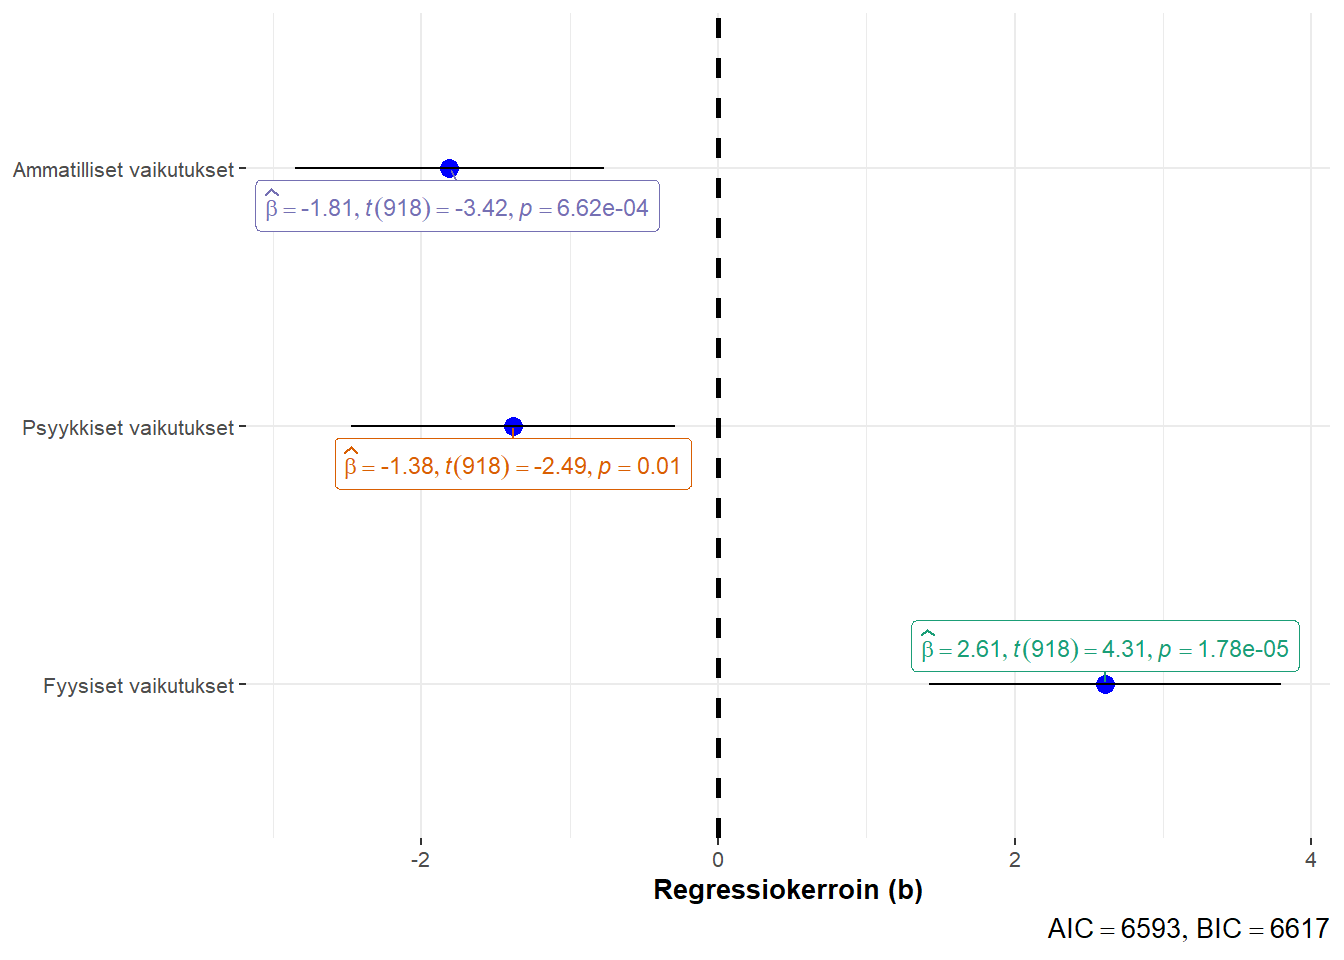 Ammatilliset vaikutukset
β̂ = -1.81, t(918) = -3.42, p = 6.62e-04
Psyykkiset vaikutukset
β̂ = -1.38, t(918) = -2.49, p = 0.01
β̂ = 2.61, t(918) = 4.31, p = 1.78e-05
Fyysiset vaikutukset
-2 0 2 4
Regressiokerroin (b)
AIC = 6593, BIC = 6617